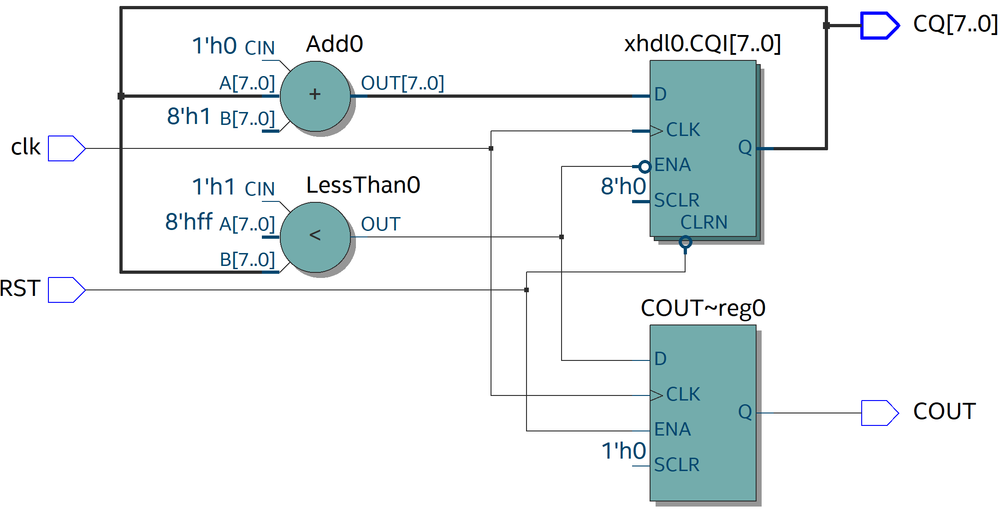 CQ[7..0]
1'h0 CIN
Add0
xhdl0.CQI[7..0]
A[7..0]
+
OUT[7..0]
D
8'h1 B[7..0]
CLK
clk
Q
ENA
1'h1 CIN
LessThan0
8'h0
SCLR
8'hff A[7..0]
<
OUT
CLRN
B[7..0]
RST
COUT~reg0
D
CLK
Q
COUT
ENA
1'h0
SCLR